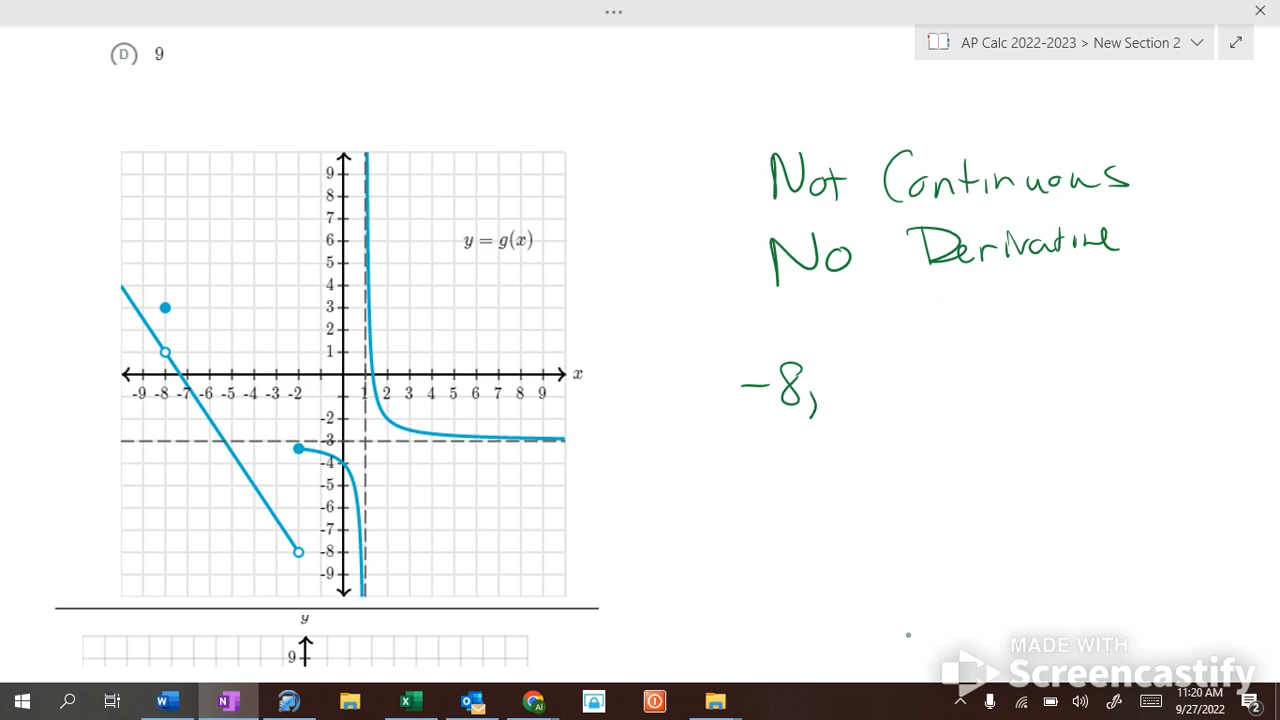 AP Calc 2022-2023 > New Section 2
D 9
Not Continuous
No Derivative
-8,
y = g(x)
9
8
7
6
5
4
3
2
1
x
-9 -8 -7 -6 -5 -4 -3 -2 1 2 3 4 5 6 7 8 9
-2
-3
-4
-5
-6
-7
-8
-9
y
9
MADE WITH
Screencastify
11:20 AM
9/27/2022
2